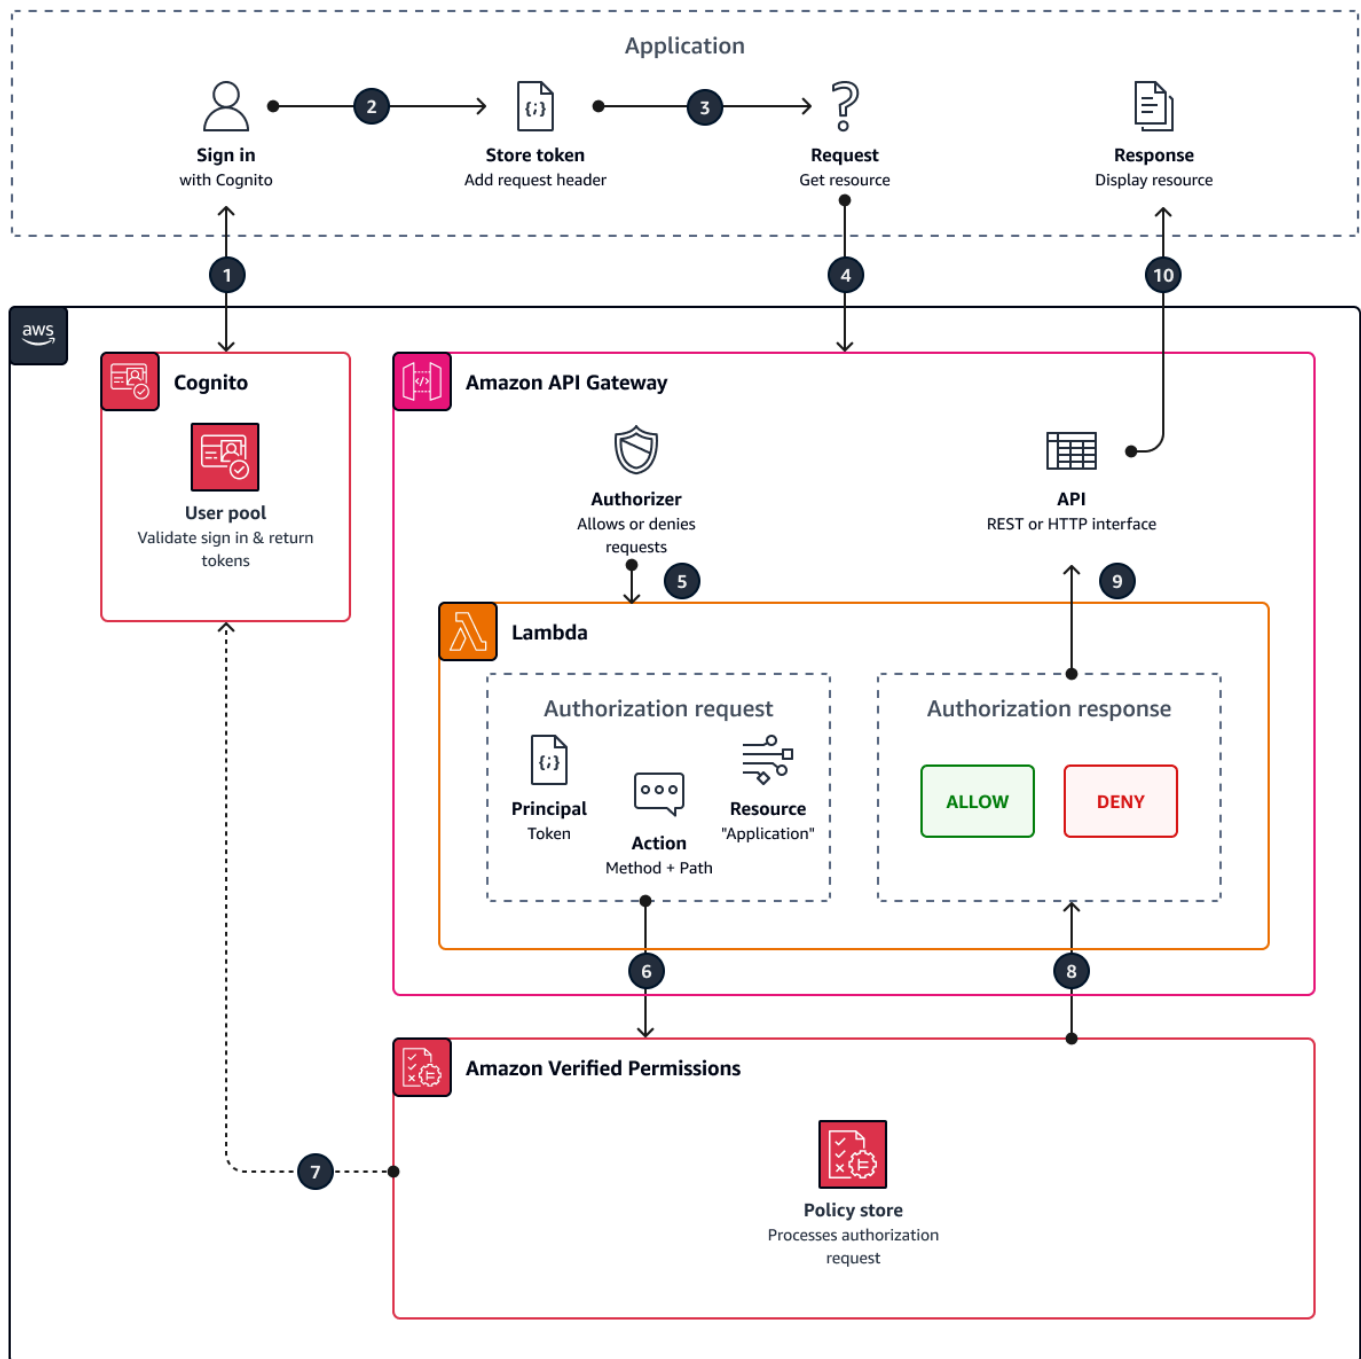 Application
2
3
Sign in
with Cognito
Store token
Add request header
Request
Get resource
Response
Display resource
1
4
10
aws
Cognito
User pool
Validate sign in & return
tokens
Amazon API Gateway
Authorizer
Allows or denies
requests
API
REST or HTTP interface
5
9
Lambda
Authorization request
{;}
Principal
Token
Action
Method + Path
Resource
"Application"
Authorization response
ALLOW
DENY
6
8
Amazon Verified Permissions
7
Policy store
Processes authorization
request